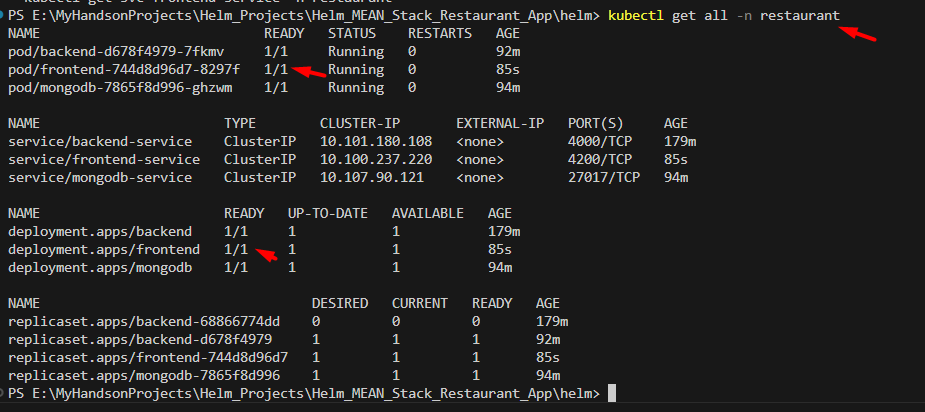 PS E:\MyHandsonProjects\Helm_Projects\Helm_MEAN_Stack_Restaurant_App\helm> kubectl get all -n restaurant
NAME READY STATUS RESTARTS AGE
pod/backend-d678f4979-7fkmv 1/1 Running 0 92m
pod/frontend-744d8d96d7-8297f 1/1 Running 0 85s
pod/mongodb-7865f8d996-ghzwm 1/1 Running 0 94m
NAME TYPE CLUSTER-IP EXTERNAL-IP PORT(S) AGE
service/backend-service ClusterIP 10.101.180.108 <none> 4000/TCP 179m
service/frontend-service ClusterIP 10.100.237.220 <none> 4200/TCP 85s
service/mongodb-service ClusterIP 10.107.90.121 <none> 27017/TCP 94m
NAME READY UP-TO-DATE AVAILABLE AGE
deployment.apps/backend 1/1 1 1 179m
deployment.apps/frontend 1/1 1 1 85s
deployment.apps/mongodb 1/1 1 1 94m
NAME DESIRED CURRENT READY AGE
replicaset.apps/backend-68866774dd 0 0 0 179m
replicaset.apps/backend-d678f4979 1 1 1 92m
replicaset.apps/frontend-744d8d96d7 1 1 1 85s
replicaset.apps/mongodb-7865f8d996 1 1 1 94m
PS E:\MyHandsonProjects\Helm_Projects\Helm_MEAN_Stack_Restaurant_App\helm>